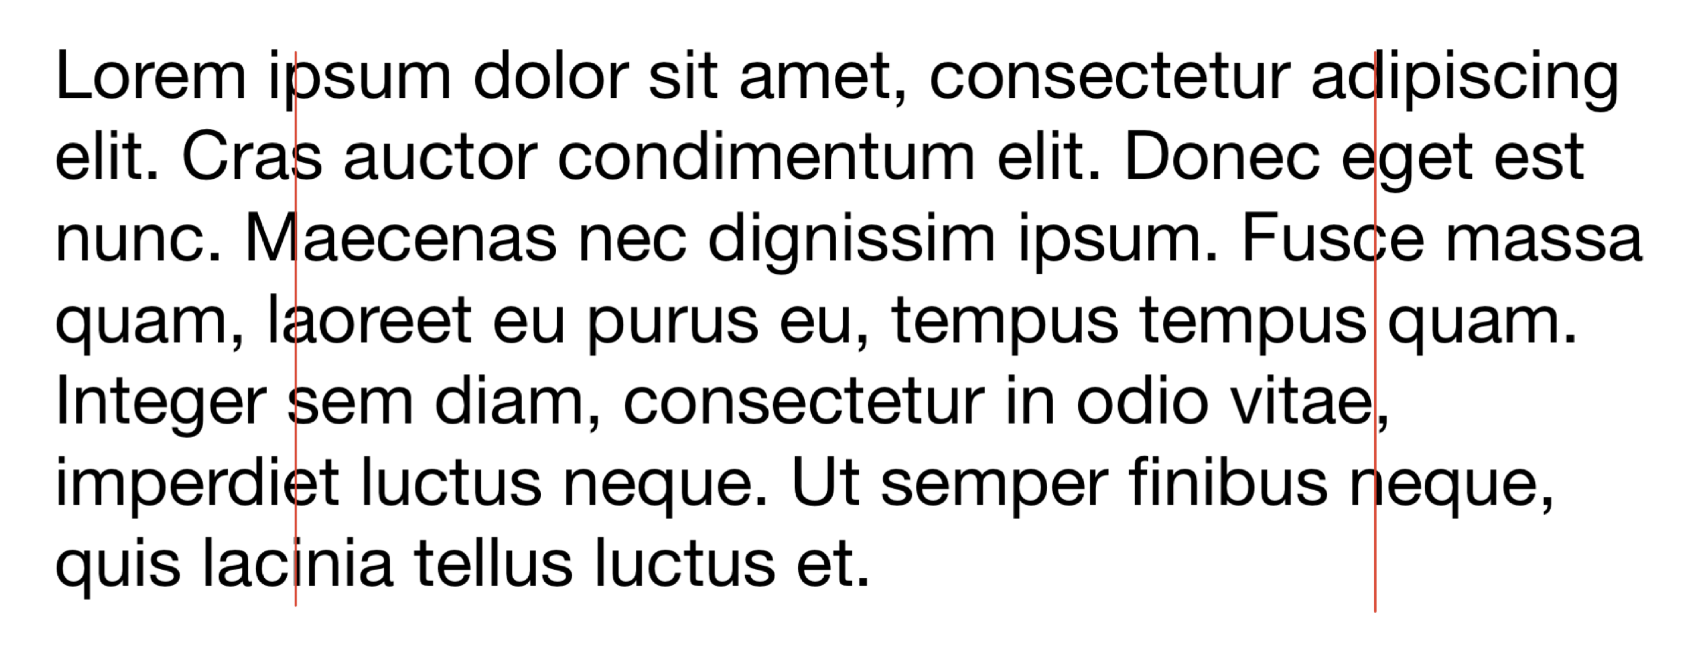 Lorem ipsum dolor sit amet, consectetur adipiscing
elit. Cras auctor condimentum elit. Donec eget est
nunc. Maecenas nec dignissim ipsum. Fusce massa
quam, laoreet eu purus eu, tempus tempus quam.
Integer sem diam, consectetur in odio vitae,
imperdiet luctus neque. Ut semper finibus neque,
quis lacinia tellus luctus et.